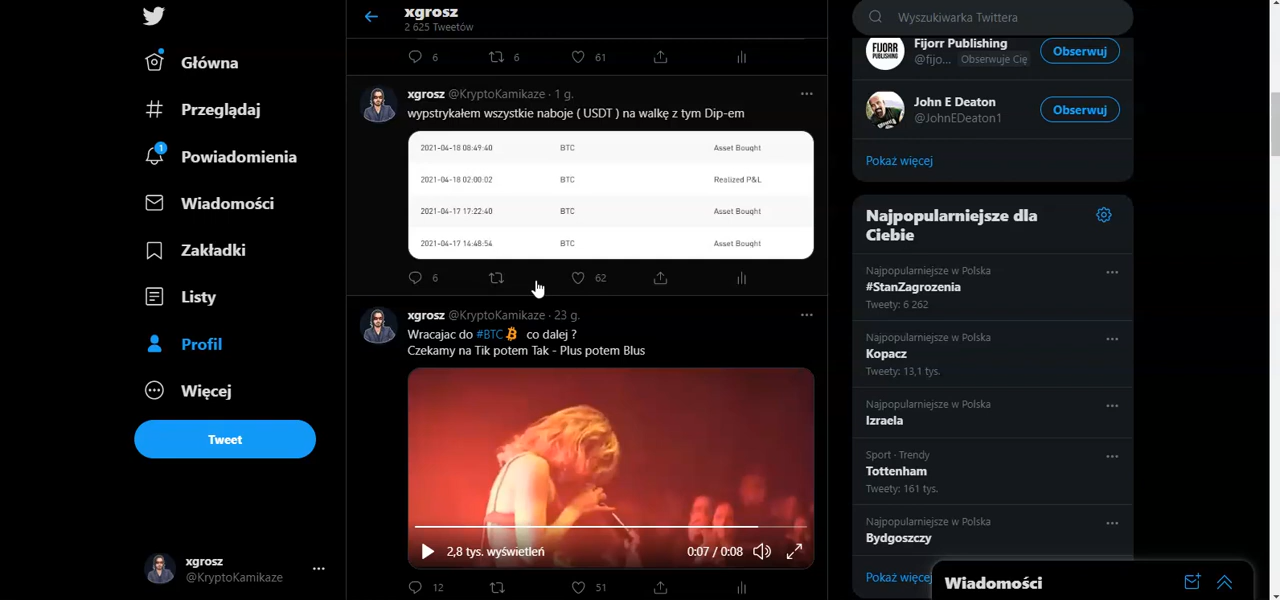 Główna
Przeglądaj
1
Powiadomienia
Wiadomości
Zakładki
Listy
Profil
Więcej
Tweet
xgrosz
@KryptoKamikaze
xgrosz
2 625 Tweetów
6 6 61
xgrosz @KryptoKamikaze · 1 g.
wypstrykałem wszystkie naboje ( USDT ) na walkę z tym Dip-em
2021-04-18 08:49:40 BTC Asset Bought
2021-04-18 02:00:02 BTC Realized P&L
2021-04-17 17:22:40 BTC Asset Bought
2021-04-17 14:48:54 BTC Asset Bought
6 62
xgrosz @KryptoKamikaze · 23 g.
Wracajac do #BTC co dalej ?
Czekamy na Tik potem Tak - Plus potem Blus
2,8 tys. wyświetleń 0:07 / 0:08
12 51
Wyszukiwarka Twittera
FIJORR
PUBLISHING
Fijorr Publishing
@fijo... Obserwuje Cię
Obserwuj
John E Deaton
@JohnEDeaton1
Obserwuj
Pokaż więcej
Najpopularniejsze dla
Ciebie
Najpopularniejsze w Polska
#StanZagrozenia
Tweety: 6 262
Najpopularniejsze w Polska
Kopacz
Tweety: 13,1 tys.
Najpopularniejsze w Polska
Izraela
Sport · Trendy
Tottenham
Tweety: 161 tys.
Najpopularniejsze w Polska
Bydgoszczy
Pokaż więcej
Wiadomości